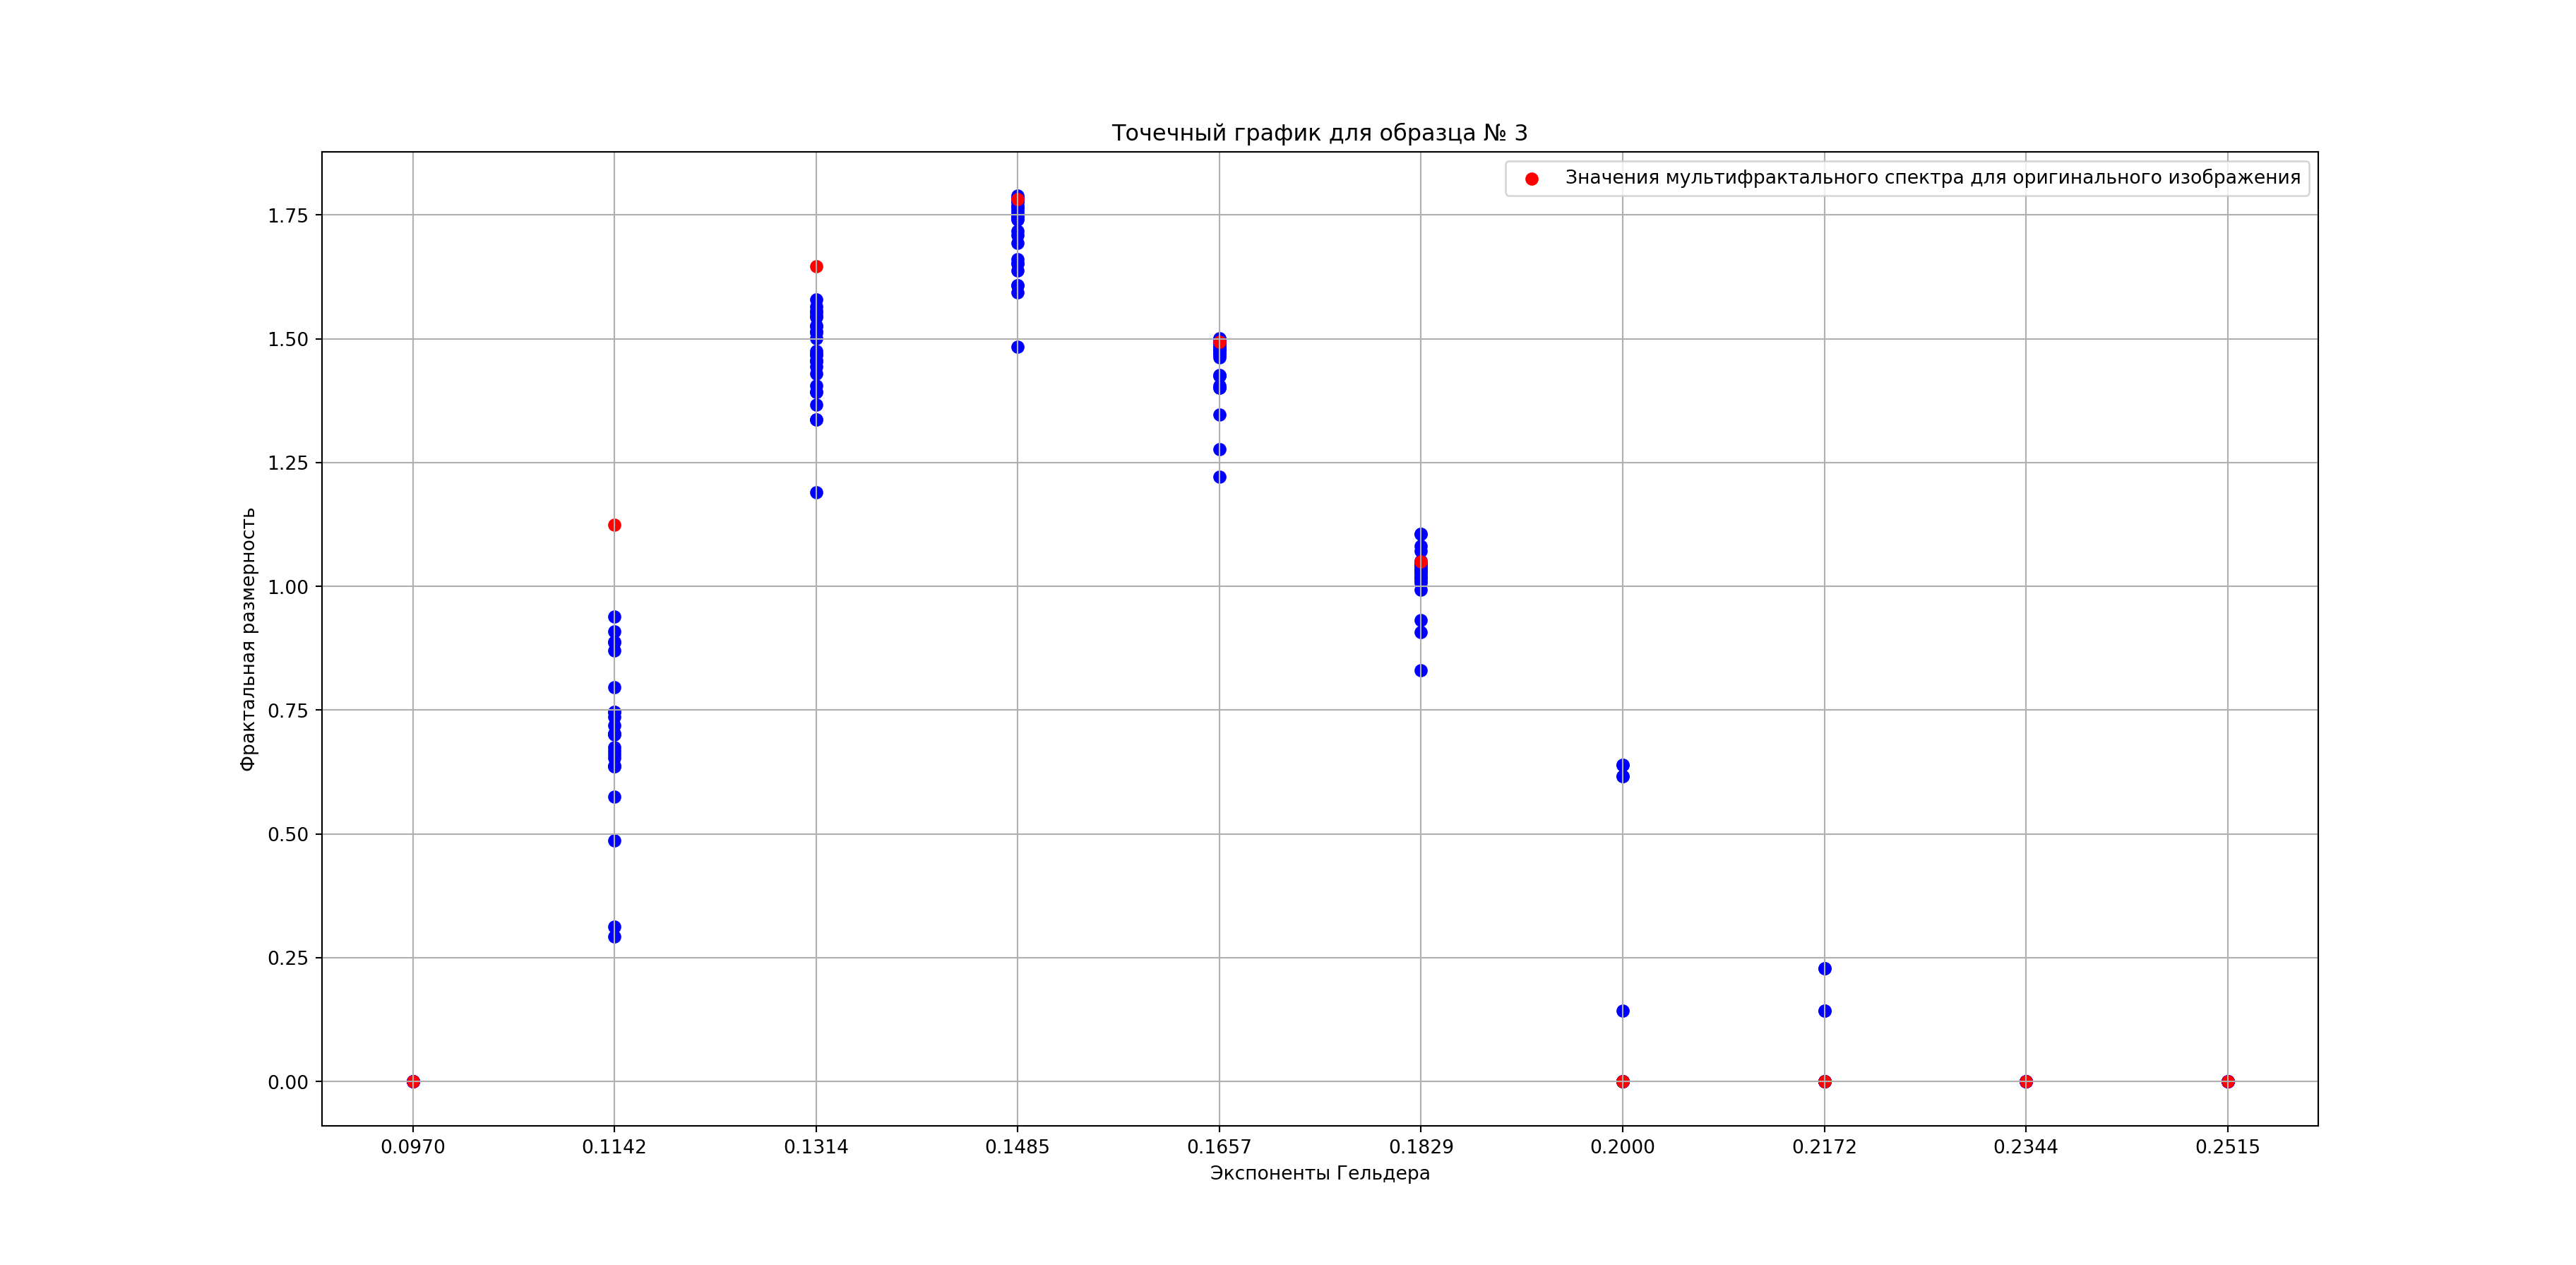 Точечный график для образца № 3
Значения мультифрактального спектра для оригинального изображения
Фрактальная размерность
1.75
1.50
1.25
1.00
0.75
0.50
0.25
0.00
0.0970 0.1142 0.1314 0.1485 0.1657 0.1829 0.2000 0.2172 0.2344 0.2515
Экспоненты Гельдера